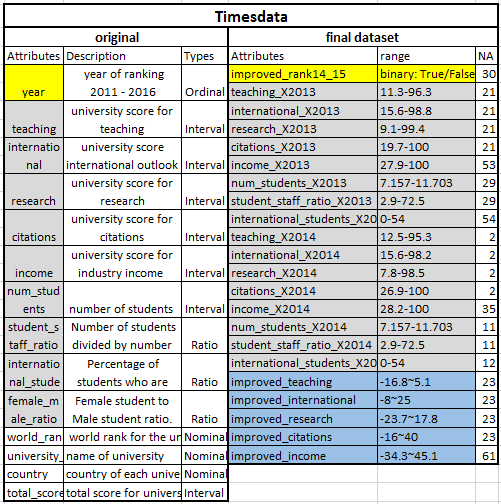 Timesdata
original final dataset
Attributes Description Types Attributes range NA
year year of ranking 2011 - 2016 Ordinal
teaching university score for teaching Interval
internatio nal university score international outlook Interval
research university score for research Interval
citations university score for citations Interval
income university score for industry income Interval
num_stud ents number of students Interval
student_s taff_ratio Number of students divided by number Ratio
internatio nal_stude Percentage of students who are Ratio
female_m ale_ratio Female student to Male student ratio. Ratio
world_ran world rank for the un Nominal
university_ name of university Nominal
country country of each unive Nominal
total_score total score for univers Interval
improved_rank14_15 binary: True/False 30
teaching_X2013 11.3-96.3 21
international_X2013 15.6-98.8 21
research_X2013 9.1-99.4 21
citations_X2013 19.7-100 21
income_X2013 27.9-100 53
num_students_X2013 7.157-11.703 29
student_staff_ratio_X2013 2.9-72.5 29
international_students_X20 0-54 54
teaching_X2014 12.5-95.3 2
international_X2014 15.6-98.2 2
research_X2014 7.8-98.5 2
citations_X2014 26.9-100 2
income_X2014 28.2-100 35
num_students_X2014 7.157-11.703 11
student_staff_ratio_X2014 2.9-72.5 11
international_students_X20 0-54 12
improved_teaching -16.8~5.1 23
improved_international -8~25 23
improved_research -23.7~17.8 23
improved_citations -16~40 23
improved_income -34.3~45.1 61